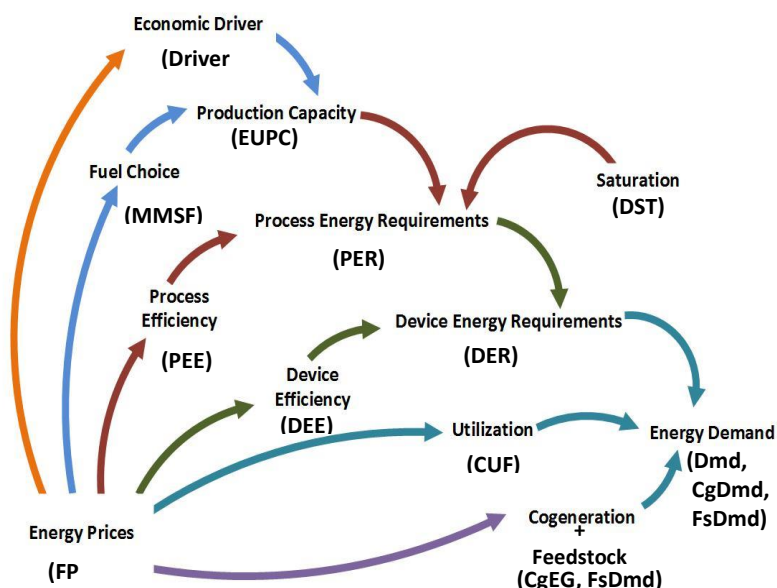 Economic Driver
(Driver
Production Capacity
(EUPC)
Fuel Choice
(MMSF)
Saturation
(DST)
Process Energy Requirements
(PER)
Process
Efficiency
(PEE)
Device Energy Requirements
(DER)
Device
Efficiency
(DEE)
Utilization
(CUF)
Energy Demand
(Dmd,
CgDmd,
FsDmd)
Energy Prices
(FP
Cogeneration
+
Feedstock
(CgEG, FsDmd)